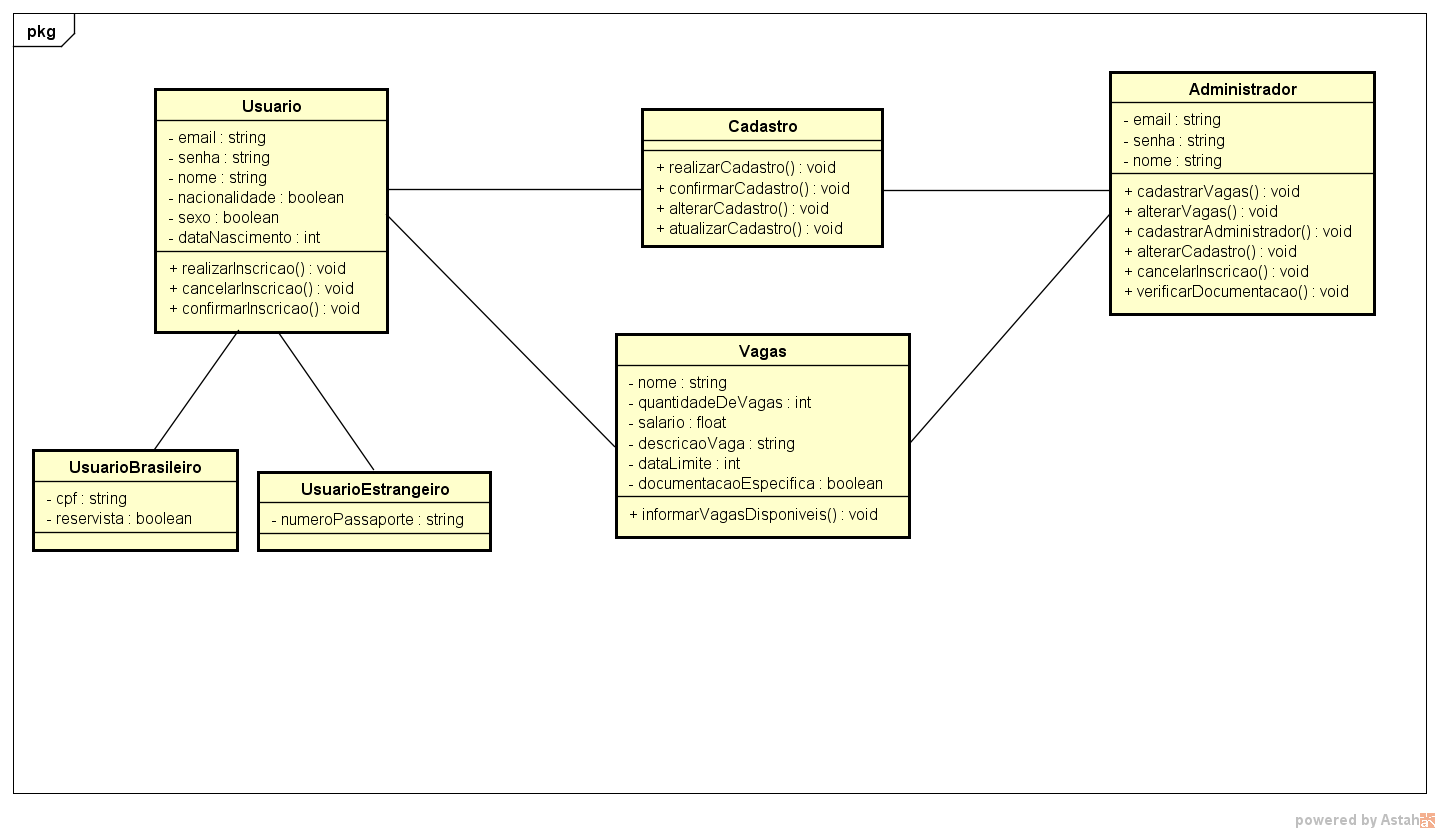 pkg
Usuario
- email : string
- senha : string
- nome : string
- nacionalidade : boolean
- sexo : boolean
- dataNascimento : int
+ realizarInscricao() : void
+ cancelarInscricao() : void
+ confirmarInscricao() : void
Cadastro
+ realizarCadastro() : void
+ confirmarCadastro() : void
+ alterarCadastro() : void
+ atualizarCadastro() : void
Administrador
- email : string
- senha : string
- nome : string
+ cadastrarVagas() : void
+ alterarVagas() : void
+ cadastrarAdministrador() : void
+ alterarCadastro() : void
+ cancelarInscricao() : void
+ verificarDocumentacao() : void
Vagas
- nome : string
- quantidadeDeVagas : int
- salario : float
- descricaoVaga : string
- dataLimite : int
- documentacaoEspecifica : boolean
+ informarVagasDisponiveis() : void
UsuarioBrasileiro
- cpf : string
- reservista : boolean
UsuarioEstrangeiro
- numeroPassaporte : string
powered by Astah